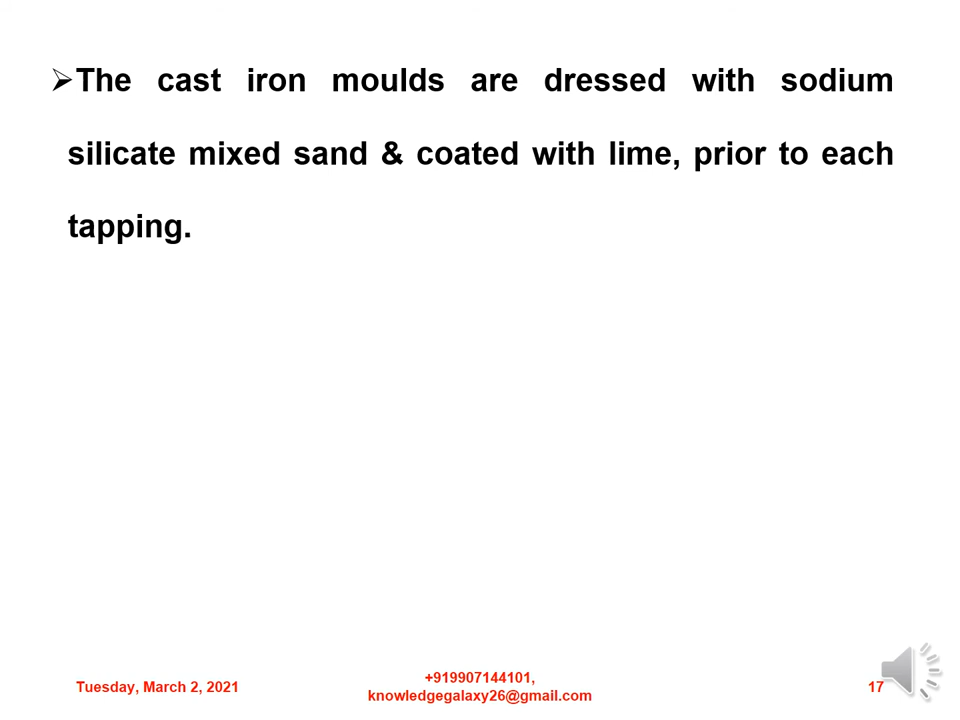 ➢The cast iron moulds are dressed with sodium
silicate mixed sand & coated with lime, prior to each
tapping.
Tuesday, March 2, 2021
+919907144101,
knowledgegalaxy26@gmail.com
17